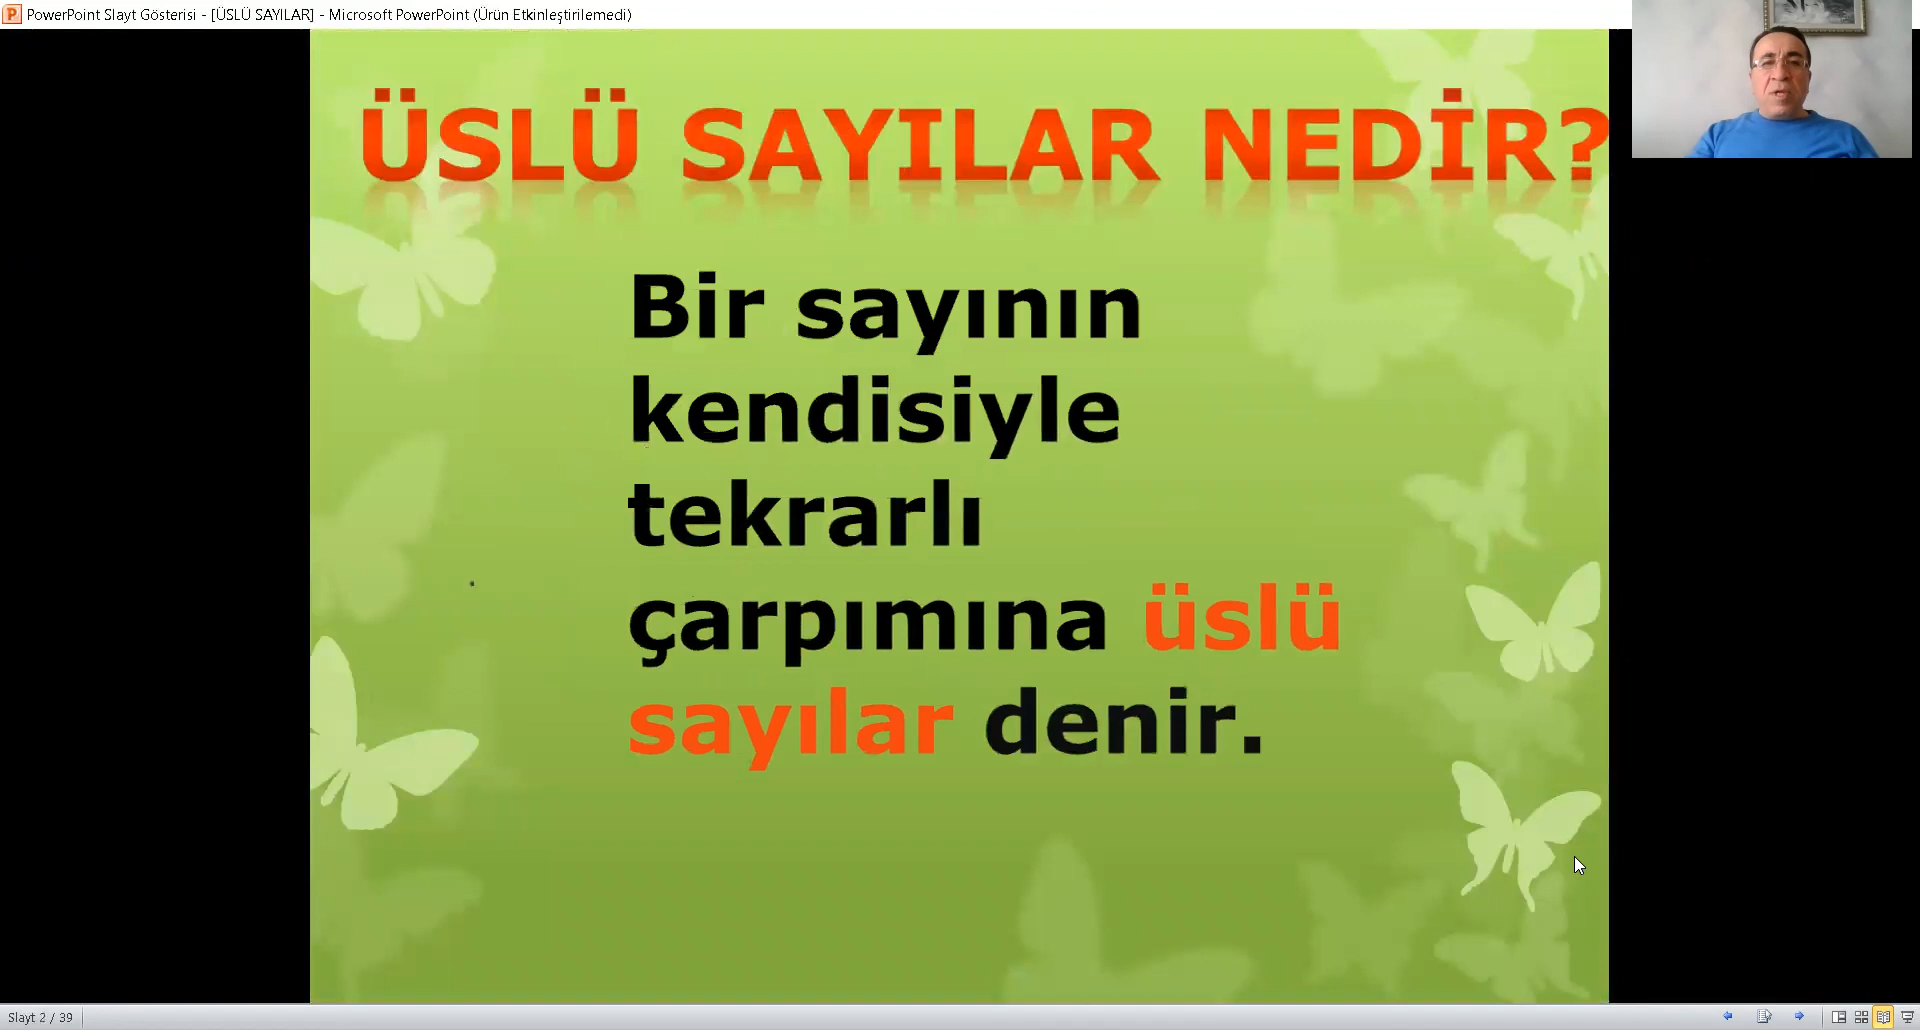 PowerPoint Slayt Gösterisi - [ÜSLÜ SAYILAR] - Microsoft PowerPoint (Ürün Etkinleştirilemedi)
ÜSLÜ SAYILAR NEDİR?
Bir sayının
kendisiyle
tekrarlı
çarpımına üslü
sayılar denir.
Slayt 2 / 39